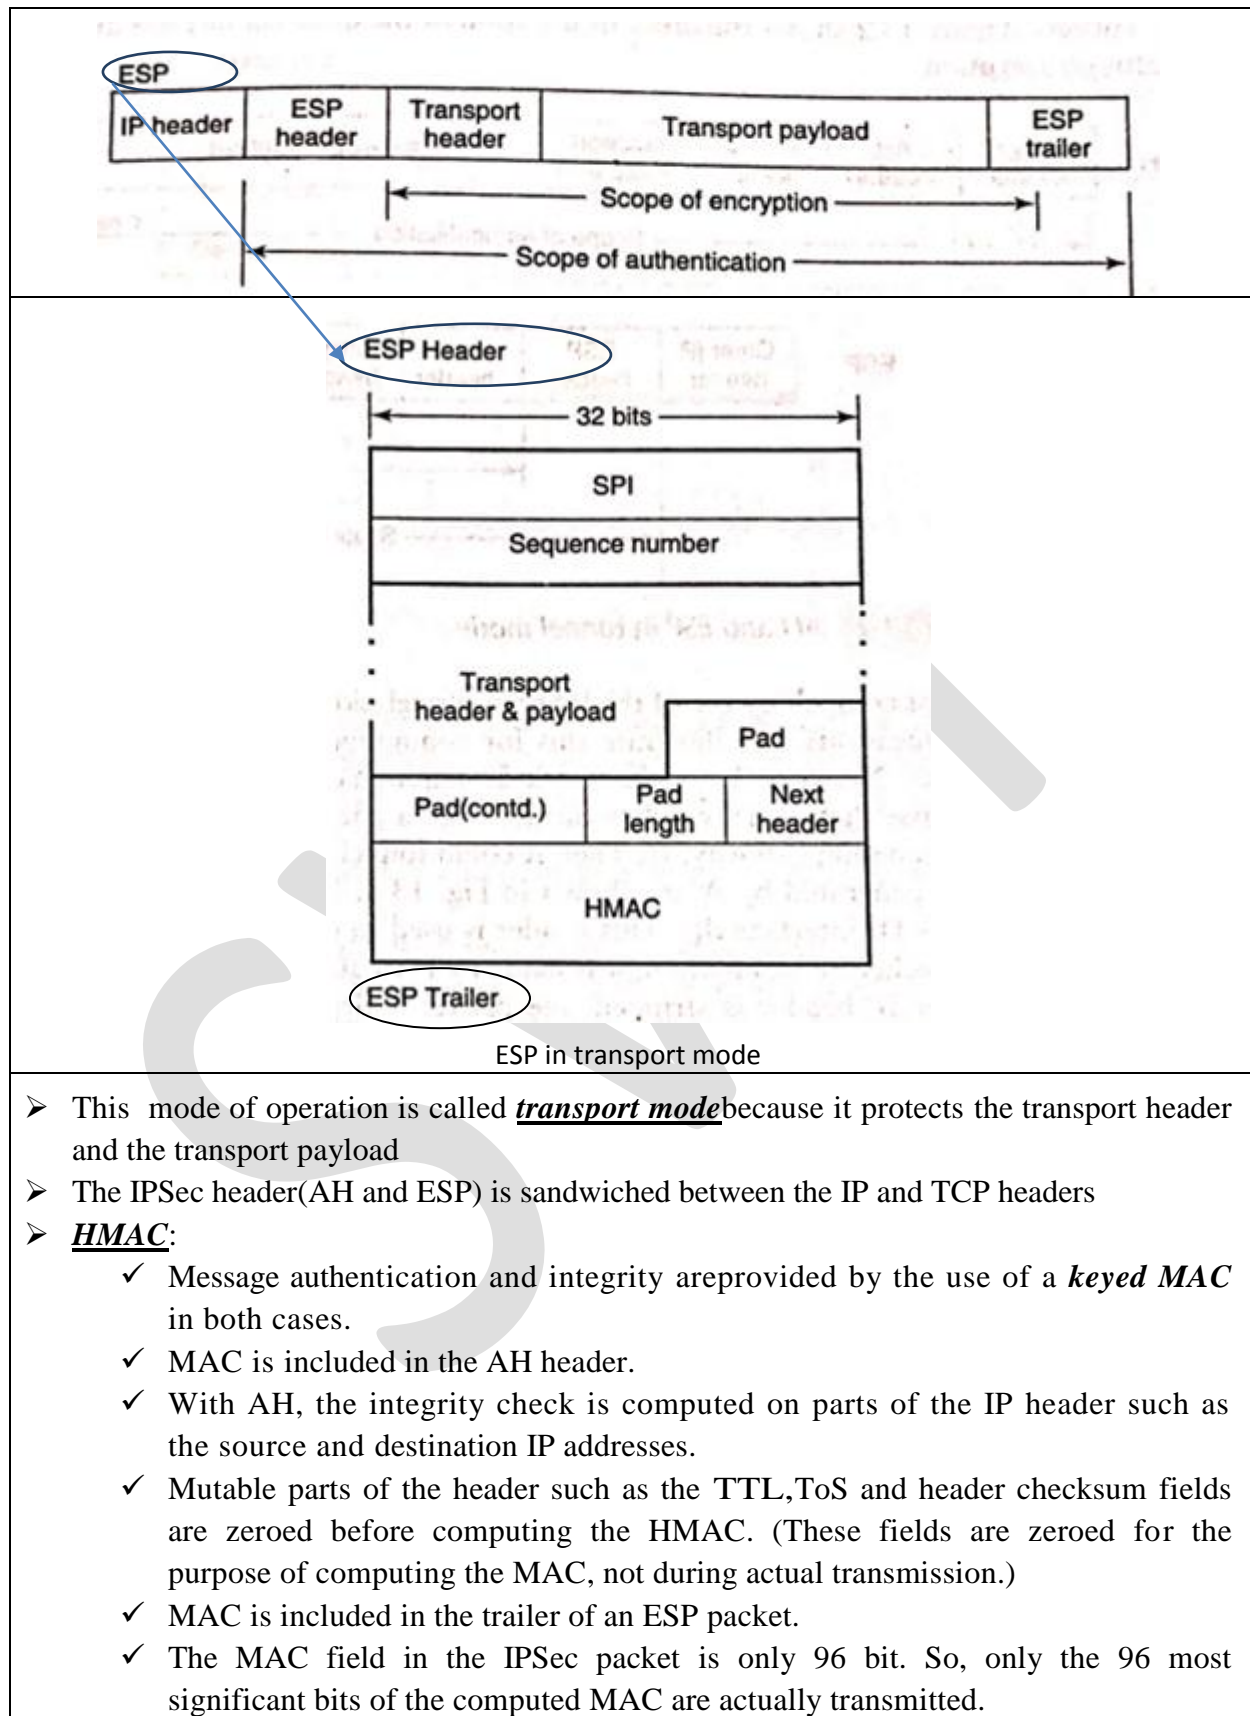 ESP
IP header
ESP
header
Transport
header
Transport payload
ESP
trailer
Scope of encryption
Scope of authentication
ESP Header
32 bits
SPI
Sequence number
Transport
header & payload
Pad
Pad(contd.)
Pad
length
Next
header
HMAC
ESP Trailer
ESP in transport mode
➢ This mode of operation is called transport modebecause it protects the transport header
and the transport payload
➢ The IPSec header(AH and ESP) is sandwiched between the IP and TCP headers
➢ HMAC:
✓ Message authentication and integrity areprovided by the use of a keyed MAC
in both cases.
✓ MAC is included in the AH header.
✓ With AH, the integrity check is computed on parts of the IP header such as
the source and destination IP addresses.
✓ Mutable parts of the header such as the TTL,ToS and header checksum fields
are zeroed before computing the HMAC. (These fields are zeroed for the
purpose of computing the MAC, not during actual transmission.)
✓ MAC is included in the trailer of an ESP packet.
✓ The MAC field in the IPSec packet is only 96 bit. So, only the 96 most
significant bits of the computed MAC are actually transmitted.